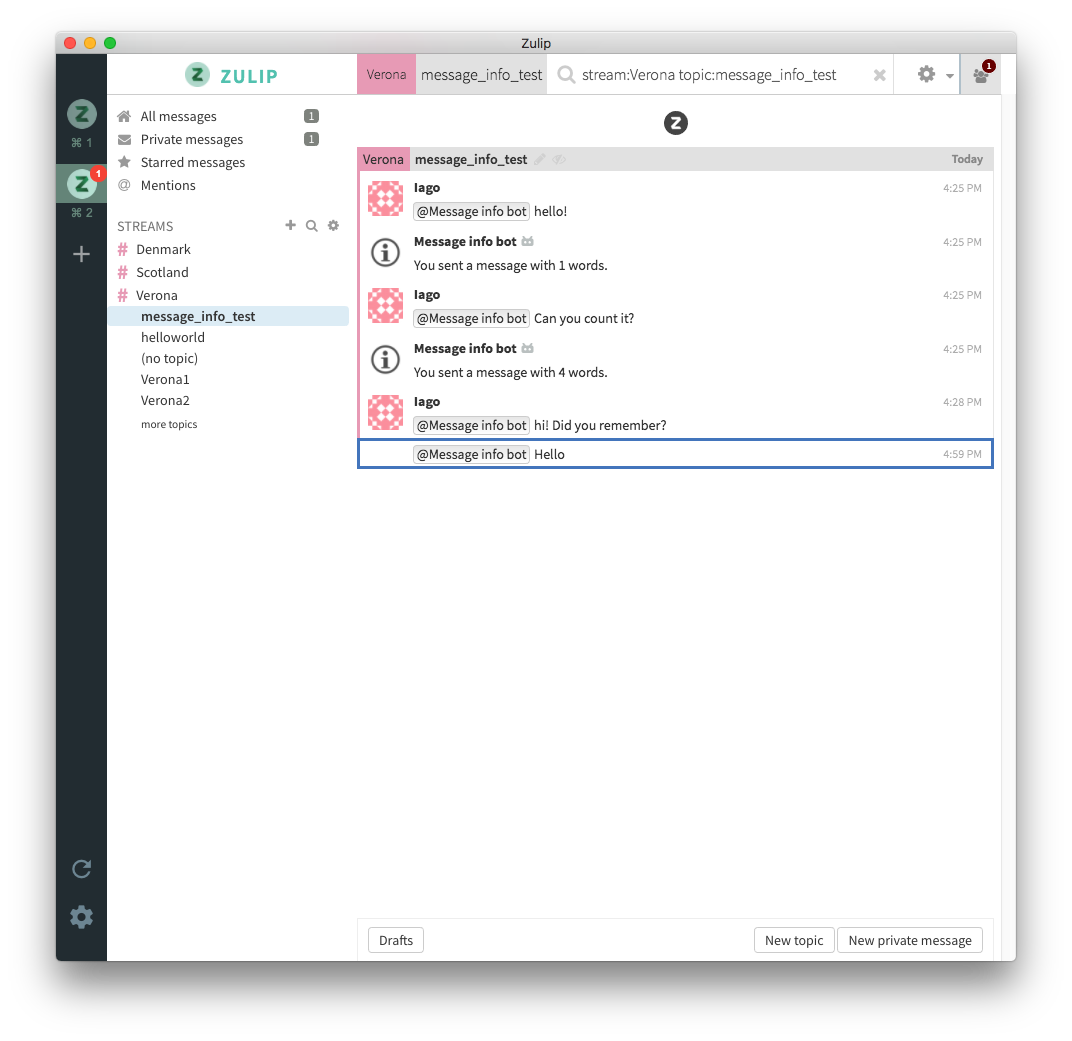 Zulip
Z ZULIP
Verona message_info_test stream:Verona topic:message_info_test 1
Z
⌘ 1
Z 1
⌘ 2
All messages 1
Private messages 1
Starred messages
@ Mentions
STREAMS
# Denmark
# Scotland
# Verona
message_info_test
helloworld
(no topic)
Verona1
Verona2
more topics
Z
Verona message_info_test Today
Iago 4:25 PM
@Message info bot hello!
Message info bot 4:25 PM
You sent a message with 1 words.
Iago 4:25 PM
@Message info bot Can you count it?
Message info bot 4:25 PM
You sent a message with 4 words.
Iago 4:28 PM
@Message info bot hi! Did you remember?
@Message info bot Hello 4:59 PM
Drafts New topic New private message